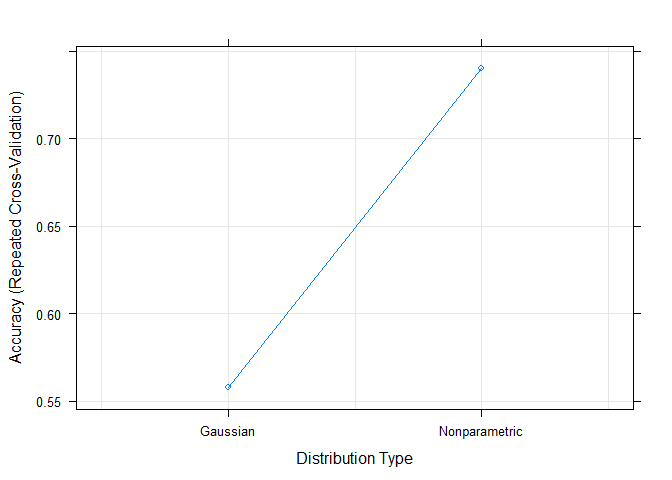 Accuracy (Repeated Cross-Validation)
0.70
0.65
0.60
0.55
Gaussian
Nonparametric
Distribution Type